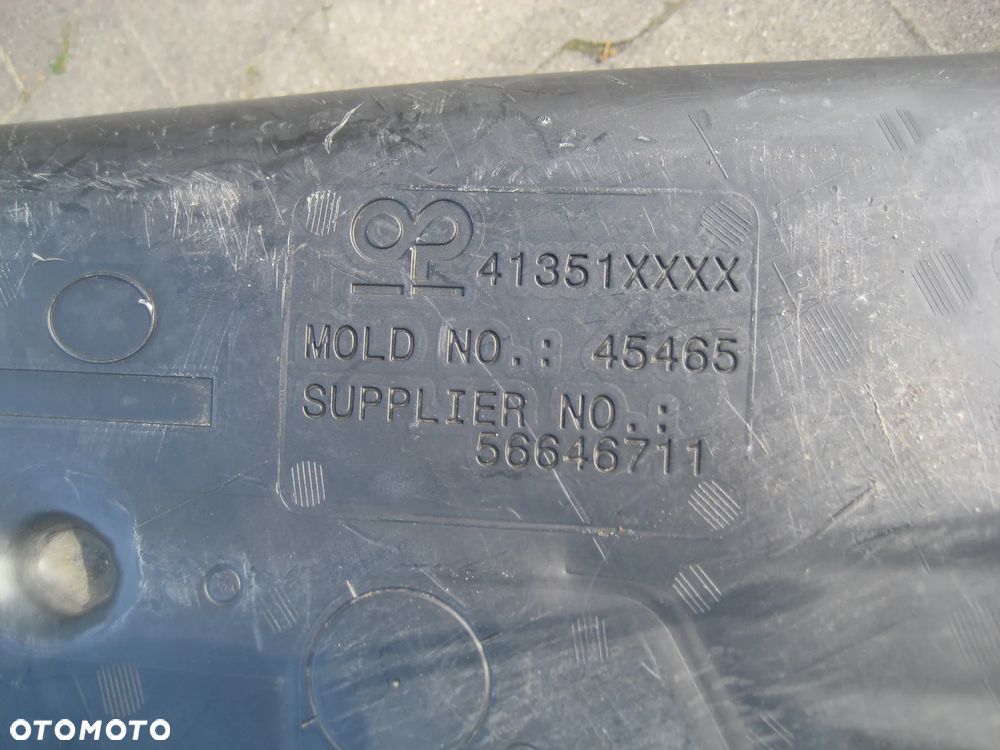 41351XXXX
MOLD NO.: 45465
SUPPLIER NO.:
56646711
OTOMOTO